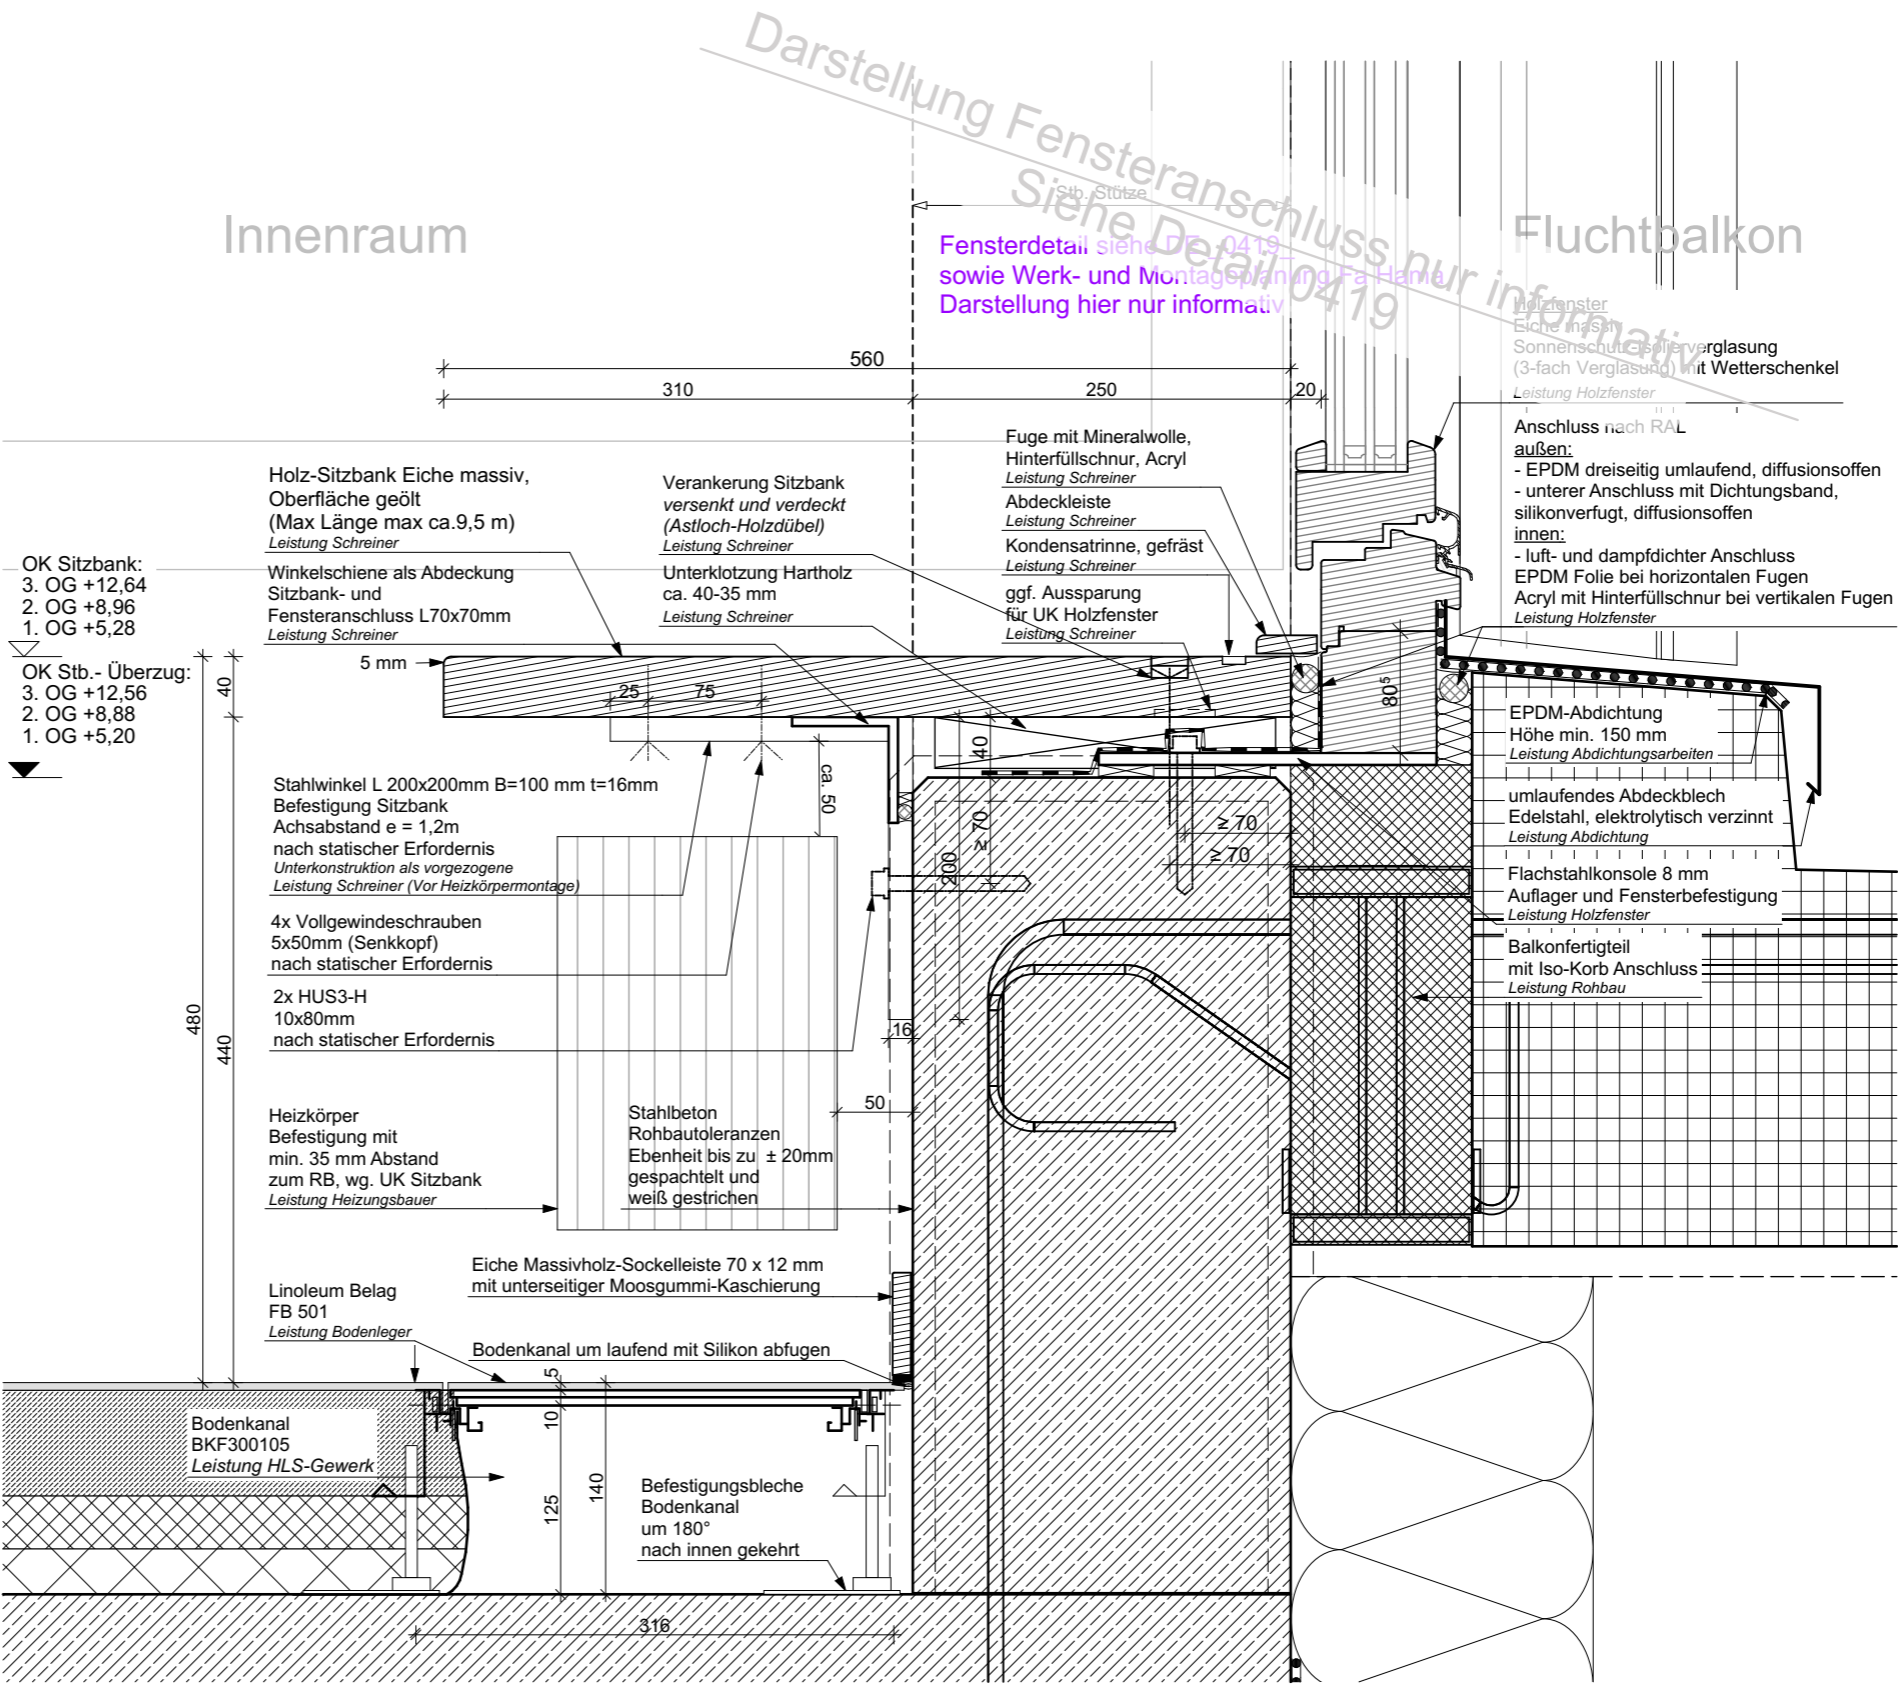 Darstellung Fensteranschluss nur informativ
Siehe Detail 0419
Innenraum
Fluchtbalkon
Stb. Stütze
Fensterdetail siehe DE_0419_
sowie Werk- und Montageplanung Fa Hama
Darstellung hier nur informativ
Holzfenster
Eiche massiv
Sonnenschutz-Isolierverglasung
(3-fach Verglasung) mit Wetterschenkel
Leistung Holzfenster
560
310
250
20
Anschluss nach RAL
außen:
- EPDM dreiseitig umlaufend, diffusionsoffen
- unterer Anschluss mit Dichtungsband,
silikonverfugt, diffusionsoffen
innen:
- luft- und dampfdichter Anschluss
EPDM Folie bei horizontalen Fugen
Acryl mit Hinterfüllschnur bei vertikalen Fugen
Leistung Holzfenster
Holz-Sitzbank Eiche massiv,
Oberfläche geölt
(Max Länge max ca.9,5 m)
Leistung Schreiner
Winkelschiene als Abdeckung
Sitzbank- und
Fensteranschluss L70x70mm
Leistung Schreiner
Verankerung Sitzbank
versenkt und verdeckt
(Astloch-Holzdübel)
Leistung Schreiner
Unterklotzung Hartholz
ca. 40-35 mm
Leistung Schreiner
Fuge mit Mineralwolle,
Hinterfüllschnur, Acryl
Leistung Schreiner
Abdeckleiste
Leistung Schreiner
Kondensatrinne, gefräst
Leistung Schreiner
ggf. Aussparung
für UK Holzfenster
Leistung Schreiner
OK Sitzbank:
3. OG +12,64
2. OG +8,96
1. OG +5,28
OK Stb.- Überzug:
3. OG +12,56
2. OG +8,88
1. OG +5,20
5 mm
40
25
75
80⁵
40
ca. 50
≥ 70
≥ 70
≥ 70
200
16
50
480
440
Stahlwinkel L 200x200mm B=100 mm t=16mm
Befestigung Sitzbank
Achsabstand e = 1,2m
nach statischer Erfordernis
Unterkonstruktion als vorgezogene
Leistung Schreiner (Vor Heizkörpermontage)
4x Vollgewindeschrauben
5x50mm (Senkkopf)
nach statischer Erfordernis
2x HUS3-H
10x80mm
nach statischer Erfordernis
Heizkörper
Befestigung mit
min. 35 mm Abstand
zum RB, wg. UK Sitzbank
Leistung Heizungsbauer
Stahlbeton
Rohbautoleranzen
Ebenheit bis zu ± 20mm
gespachtelt und
weiß gestrichen
EPDM-Abdichtung
Höhe min. 150 mm
Leistung Abdichtungsarbeiten
umlaufendes Abdeckblech
Edelstahl, elektrolytisch verzinnt
Leistung Abdichtung
Flachstahlkonsole 8 mm
Auflager und Fensterbefestigung
Leistung Holzfenster
Balkonfertigteil
mit Iso-Korb Anschluss
Leistung Rohbau
Eiche Massivholz-Sockelleiste 70 x 12 mm
mit unterseitiger Moosgummi-Kaschierung
Linoleum Belag
FB 501
Leistung Bodenleger
Bodenkanal um laufend mit Silikon abfugen
5
10
125
140
Bodenkanal
BKF300105
Leistung HLS-Gewerk
Befestigungsbleche
Bodenkanal
um 180°
nach innen gekehrt
316